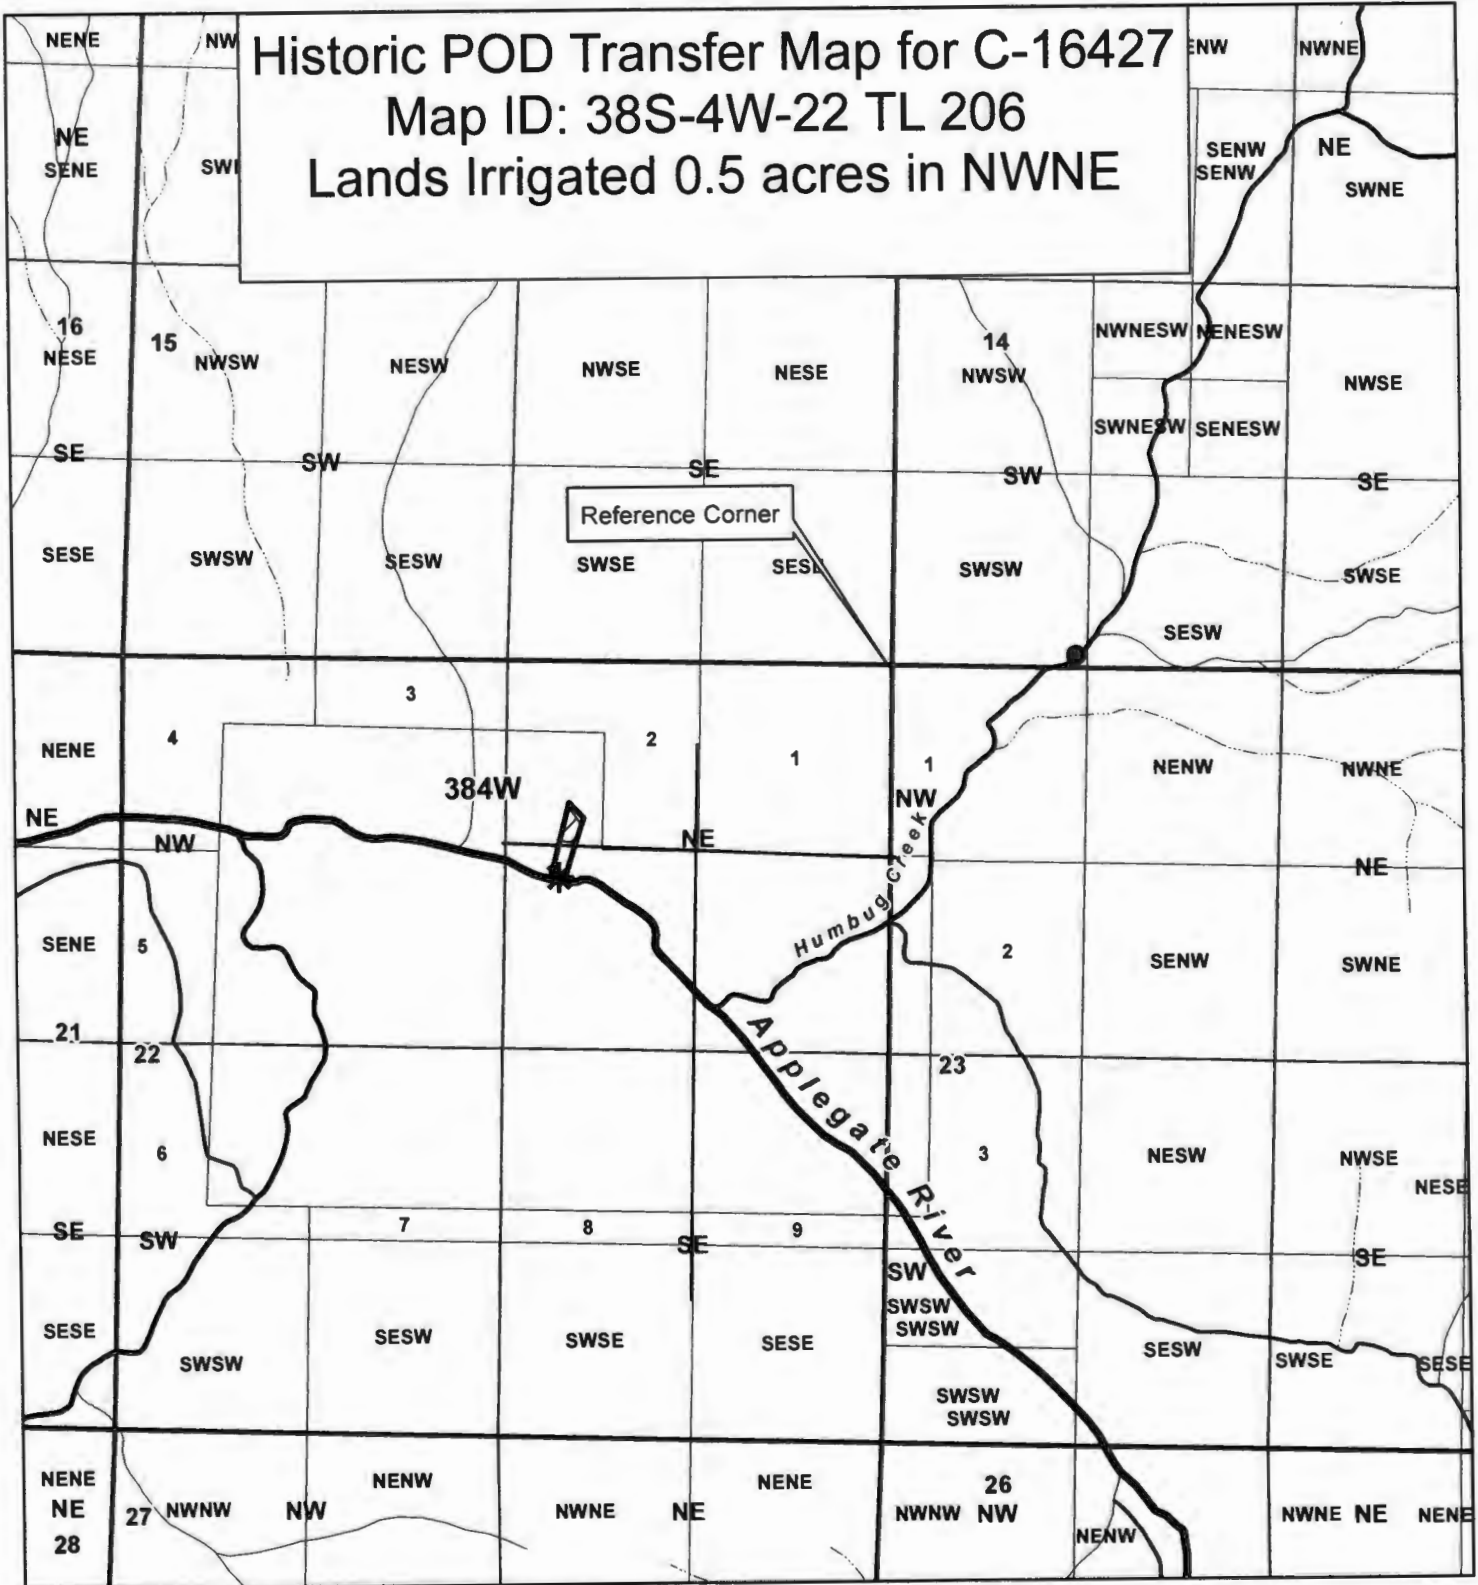 Historic POD Transfer Map for C-16427
Map ID: 38S-4W-22 TL 206
Lands Irrigated 0.5 acres in NWNE
NENE
NW
ENW
NWNE
NE
SENE
SWI
SENW
SENW
NE
SWNE
16
NESE
15
NWSW
NESW
NWSE
NESE
14
NWSW
NWNESW
NENESW
NWSE
SWNESW
SENESW
SE
SW
SE
SW
SE
Reference Corner
SESE
SWSW
SESW
SWSE
SESE
SWSW
SWSE
SESW
3
4
2
1
1
NENE
NENW
NWNE
384W
NW
NE
NW
NE
NE
Humbug Creek
SENE
5
2
SENW
SWNE
21
22
23
Applegate River
NESE
6
3
NESW
NWSE
NESE
7
8
9
SE
SW
SE
SE
SW
SWSW
SWSW
SESE
SWSW
SESW
SWSE
SESE
SESW
SWSE
SESE
SWSW
SWSW
NENE
NE
28
27
NWNW
NW
NENW
NWNE
NE
NENE
26
NWNW
NW
NENW
NWNE
NE
NENE